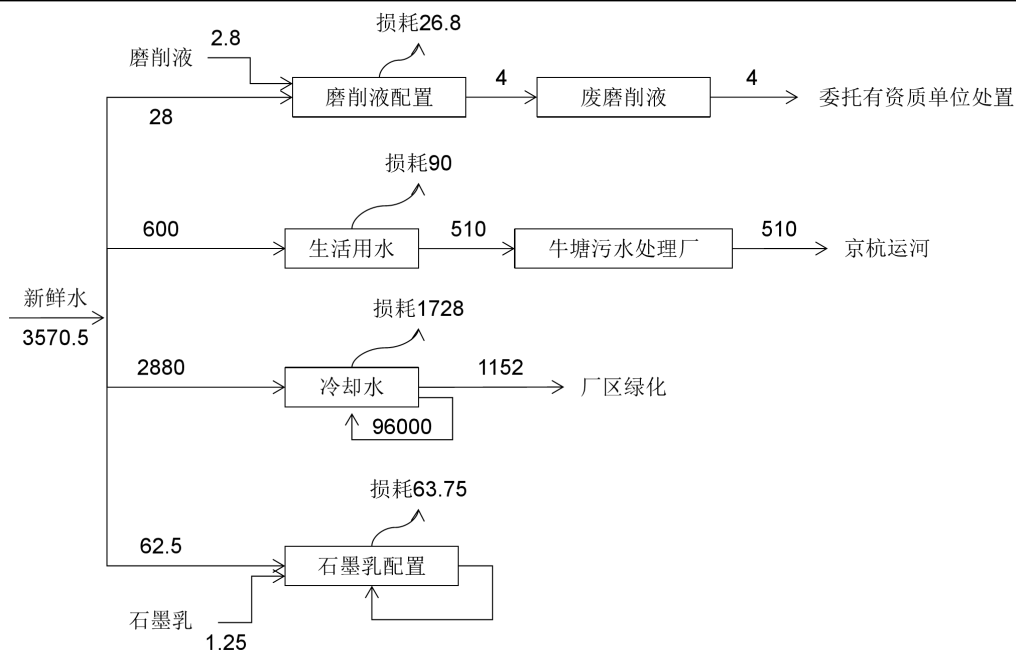 损耗26.8
2.8
磨削液
磨削液配置
4
废磨削液
4
委托有资质单位处置
28
损耗90
600
生活用水
510
牛塘污水处理厂
510
京杭运河
新鲜水
3570.5
损耗1728
2880
冷却水
1152
厂区绿化
96000
损耗63.75
62.5
石墨乳配置
石墨乳
1.25